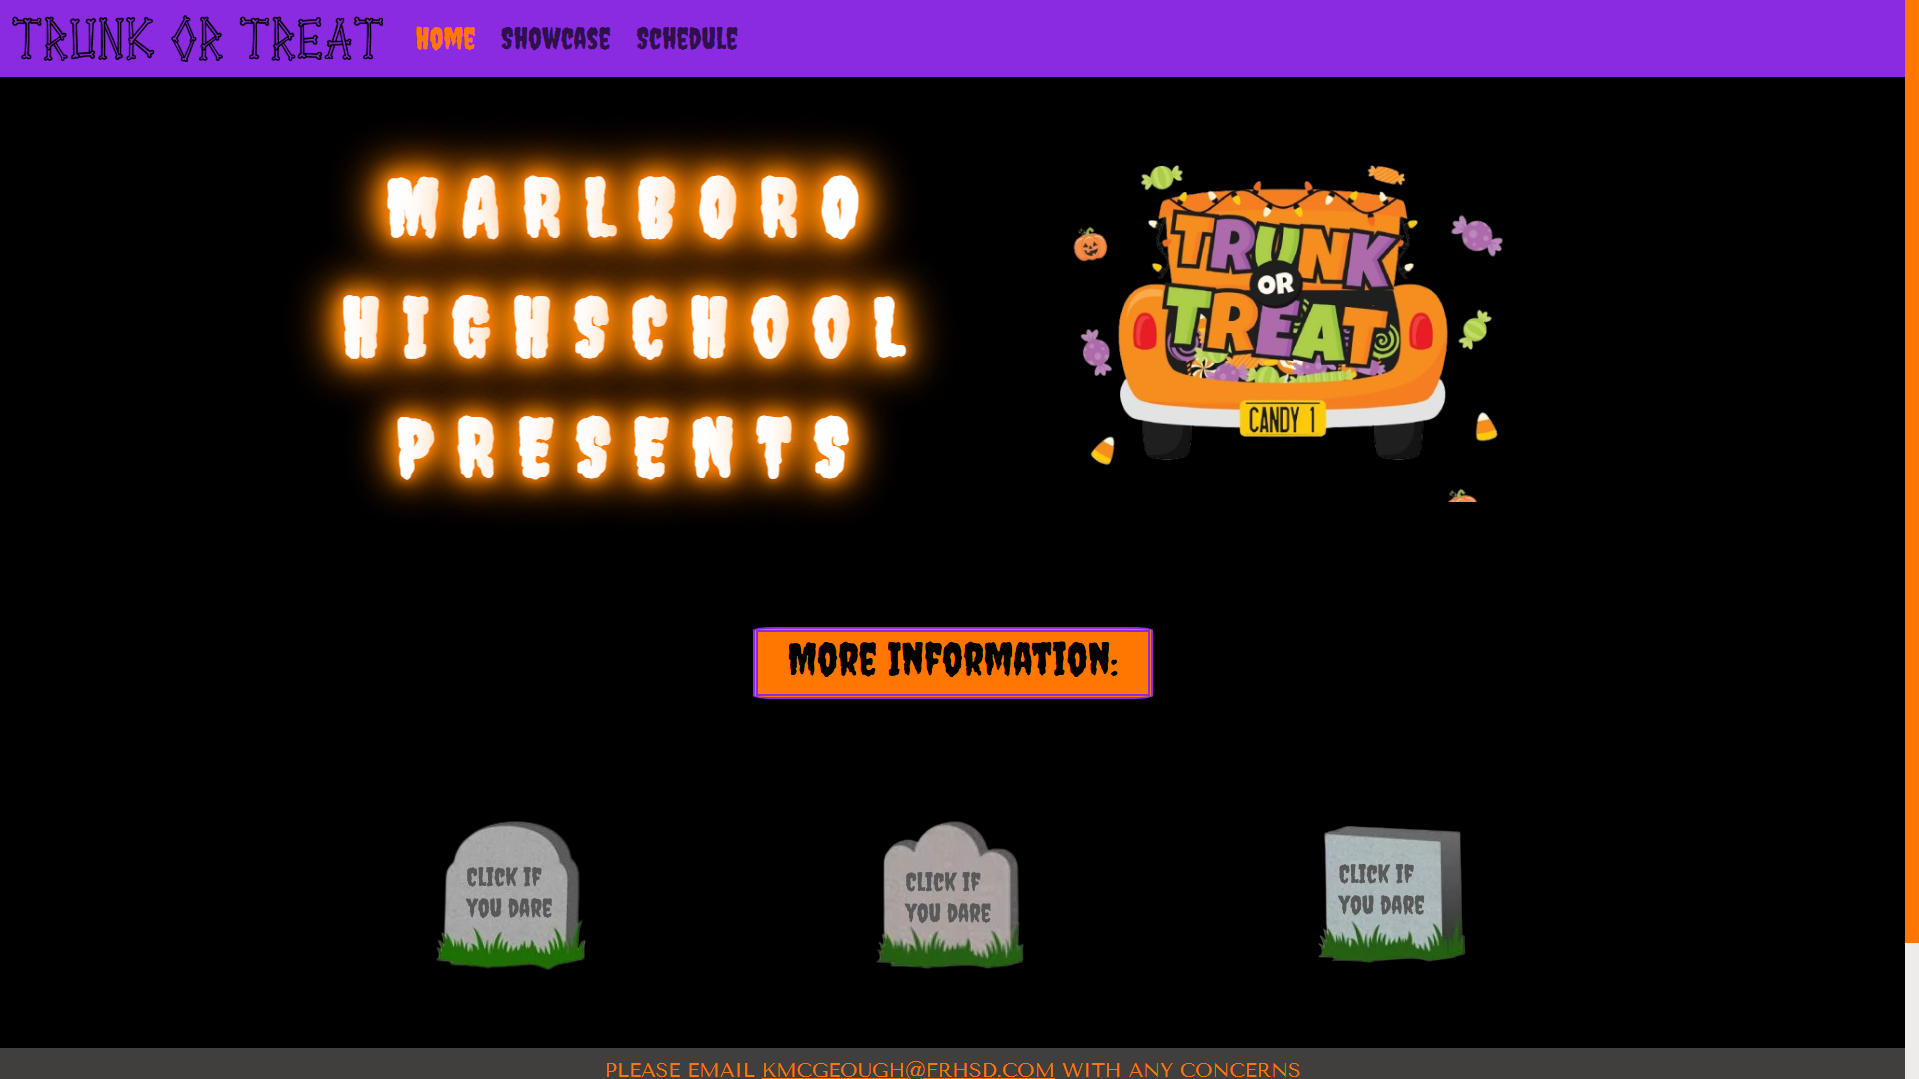 TRUNK OR TREAT
HOME SHOWCASE SCHEDULE
MARLBORO
HIGHSCHOOL
PRESENTS
TRUNK
OR
TREAT
CANDY 1
MORE INFORMATION:
CLICK IF
YOU DARE
CLICK IF
YOU DARE
CLICK IF
YOU DARE
PLEASE EMAIL KMCGEOUGH@FRHSD.COM WITH ANY CONCERNS